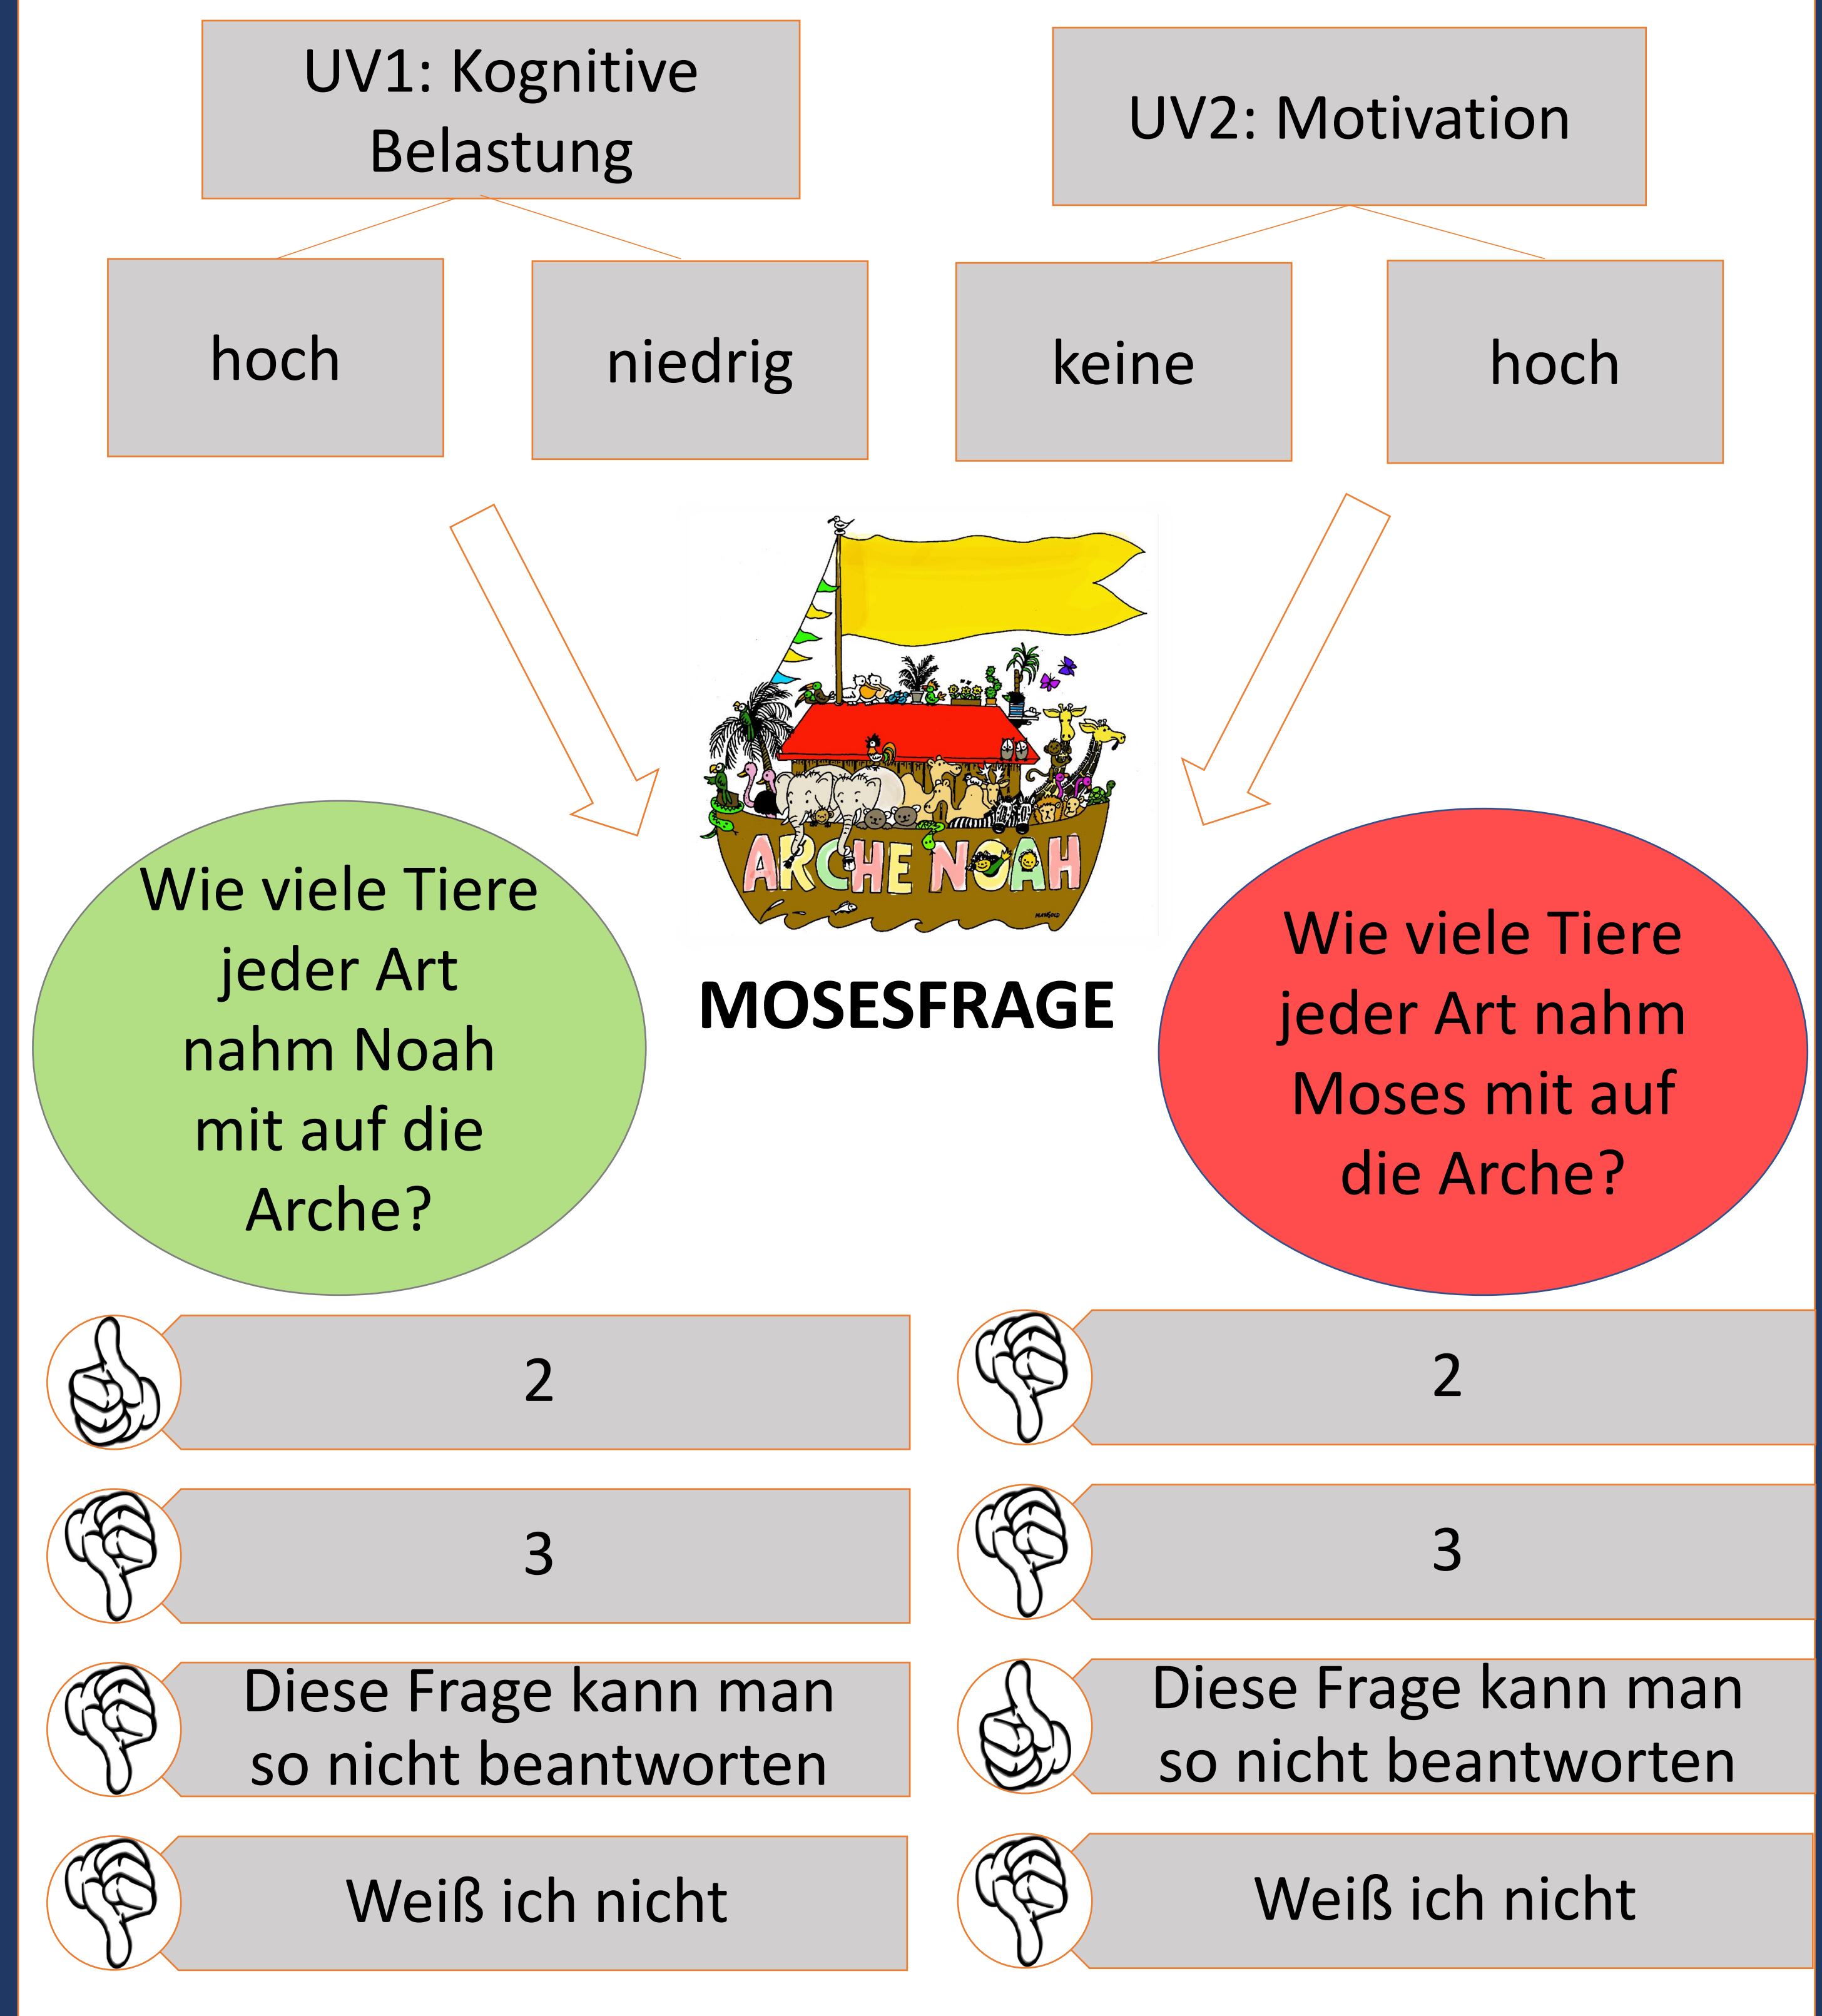 UV1: Kognitive
Belastung
UV2: Motivation
hoch
niedrig
keine
hoch
ARCHE NOAH
MOSESFRAGE
Wie viele Tiere
jeder Art
nahm Noah
mit auf die
Arche?
Wie viele Tiere
jeder Art nahm
Moses mit auf
die Arche?
2
3
Diese Frage kann man
so nicht beantworten
Weiß ich nicht
2
3
Diese Frage kann man
so nicht beantworten
Weiß ich nicht